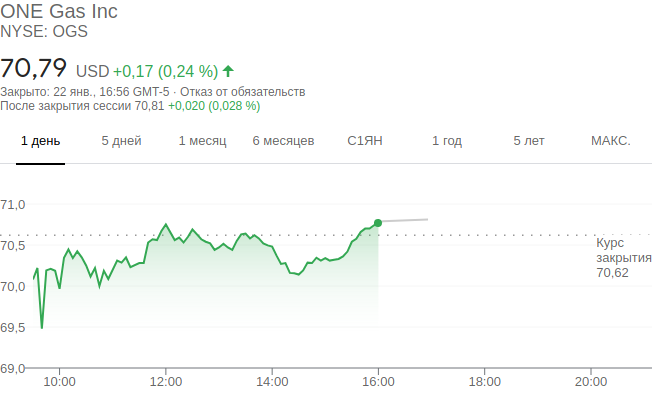 ONE Gas Inc
NYSE: OGS
70,79 USD +0,17 (0,24 %)
Закрыто: 22 янв., 16:56 GMT-5 · Отказ от обязательств
После закрытия сессии 70,81 +0,020 (0,028 %)
1 день 5 дней 1 месяц 6 месяцев С1ЯН 1 год 5 лет МАКС.
71,0
70,5
Курс
закрытия
70,62
70,0
69,5
69,0
10:00 12:00 14:00 16:00 18:00 20:00